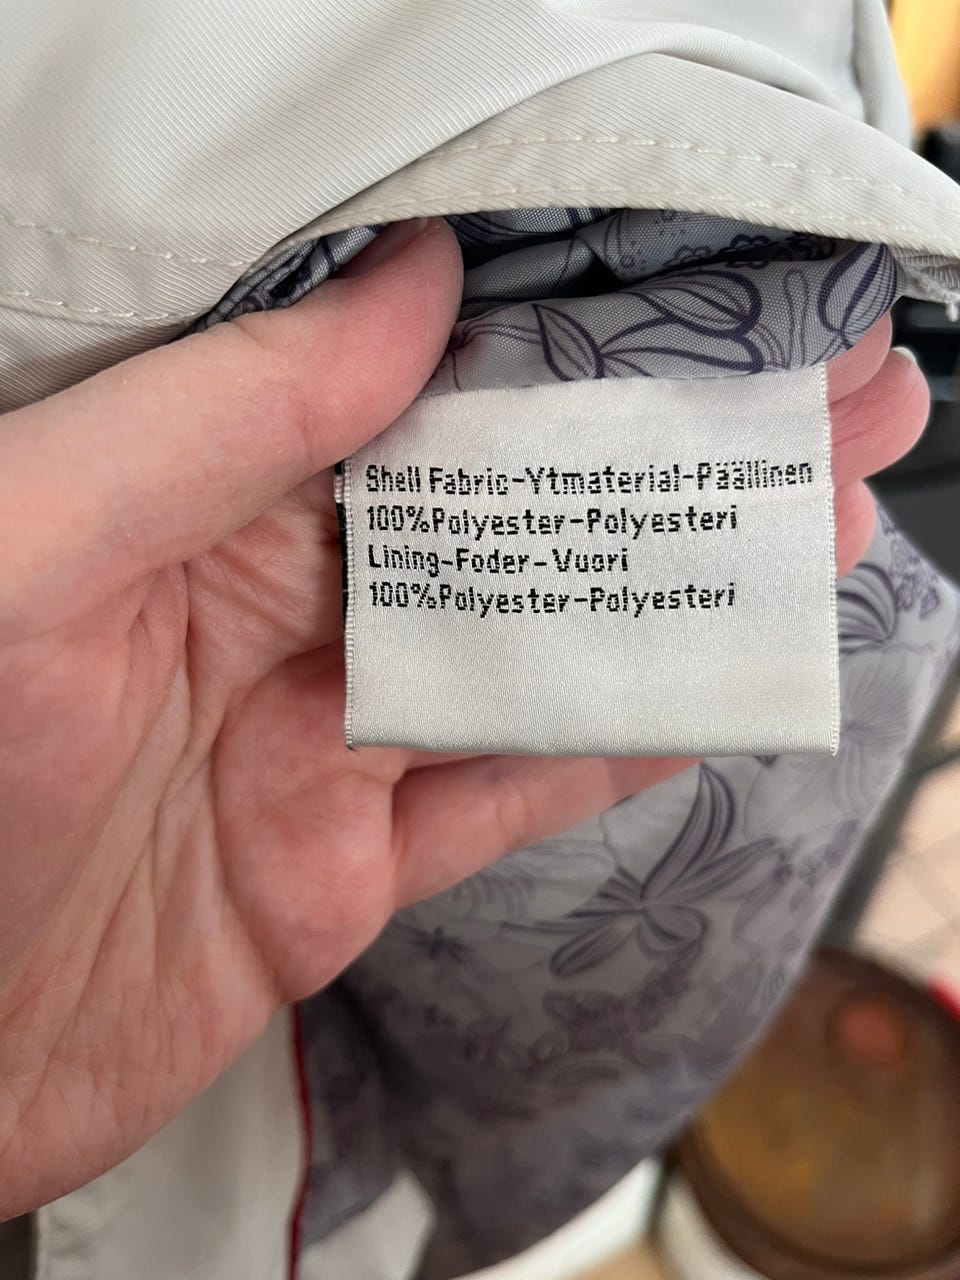 Shell Fabric-Ytmaterial-Päällinen
100%Polyester-Polyesteri
Lining-Foder-Vuori
100%Polyester-Polyesteri